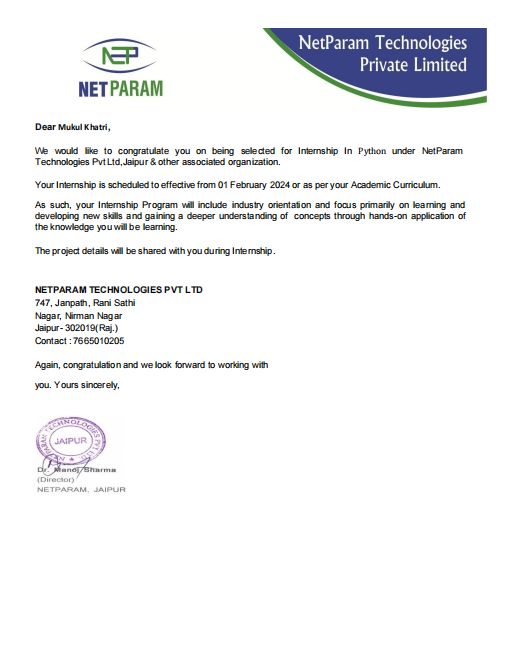 NEP
NETPARAM
NetParam Technologies
Private Limited
Dear Mukul Khatri,
We would like to congratulate you on being selected for Internship In Python under NetParam
Technologies Pvt Ltd,Jaipur & other associated organization.
Your Internship is scheduled to effective from 01 February 2024 or as per your Academic Curriculum.
As such, your Internship Program will include industry orientation and focus primarily on learning and
developing new skills and gaining a deeper understanding of concepts through hands-on application of
the knowledge you will be learning.
The project details will be shared with you during Internship.
NETPARAM TECHNOLOGIES PVT LTD
747, Janpath, Rani Sathi
Nagar, Nirman Nagar
Jaipur- 302019(Raj.)
Contact : 7665010205
Again, congratulation and we look forward to working with
you. Yours sincerely,
JAIPUR
Dr. Manoj Sharma
(Director)
NETPARAM, JAIPUR